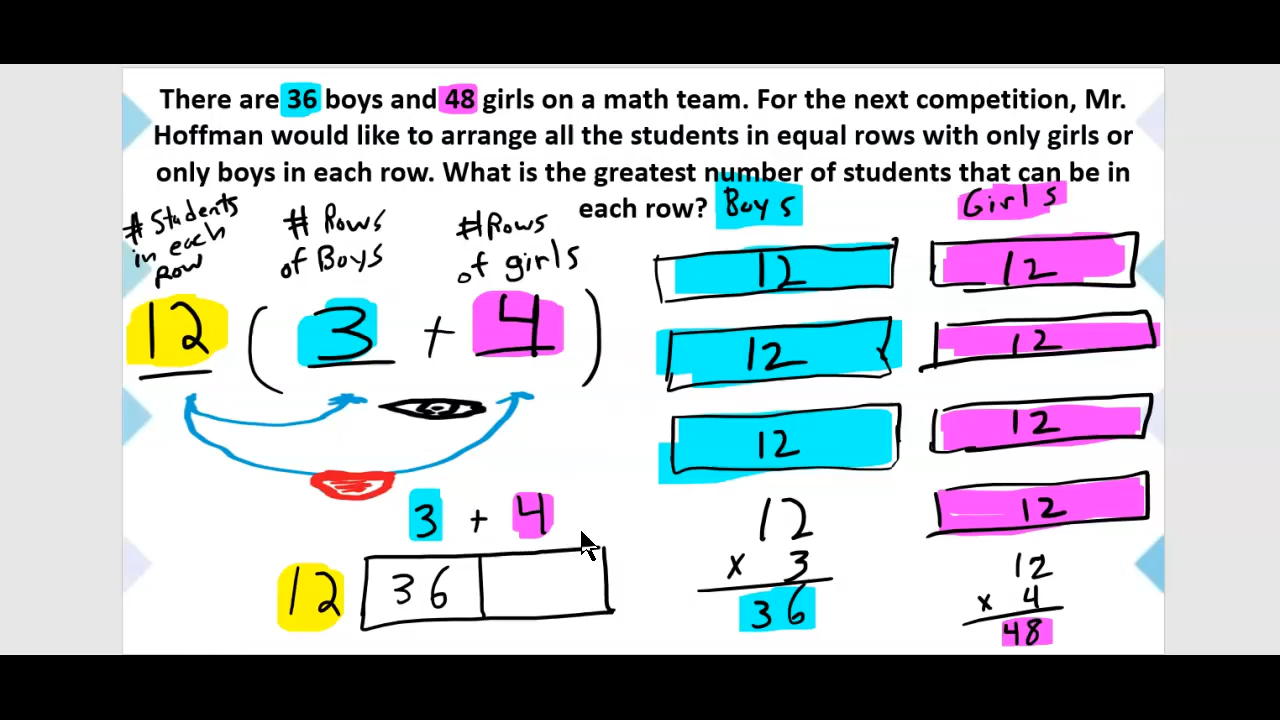 There are 36 boys and 48 girls on a math team. For the next competition, Mr.
Hoffman would like to arrange all the students in equal rows with only girls or
only boys in each row. What is the greatest number of students that can be in
each row?
Boys
Girls
# Students
in each
Row
# Rows
of Boys
# Rows
of girls
12 ( 3 + 4 )
3 + 4
12 36
12
12
12
12
x 3
36
12
12
12
12
12
x 4
48